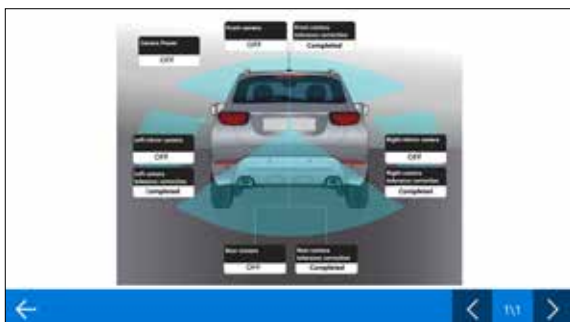 Front camera
OFF
Front camera
tolerance correction
Completed
Camera Power
OFF
Left mirror camera
OFF
Left camera
tolerance correction
Completed
Right mirror camera
OFF
Right camera
tolerance correction
Completed
Rear camera
OFF
Rear camera
tolerance correction
Completed
1\1